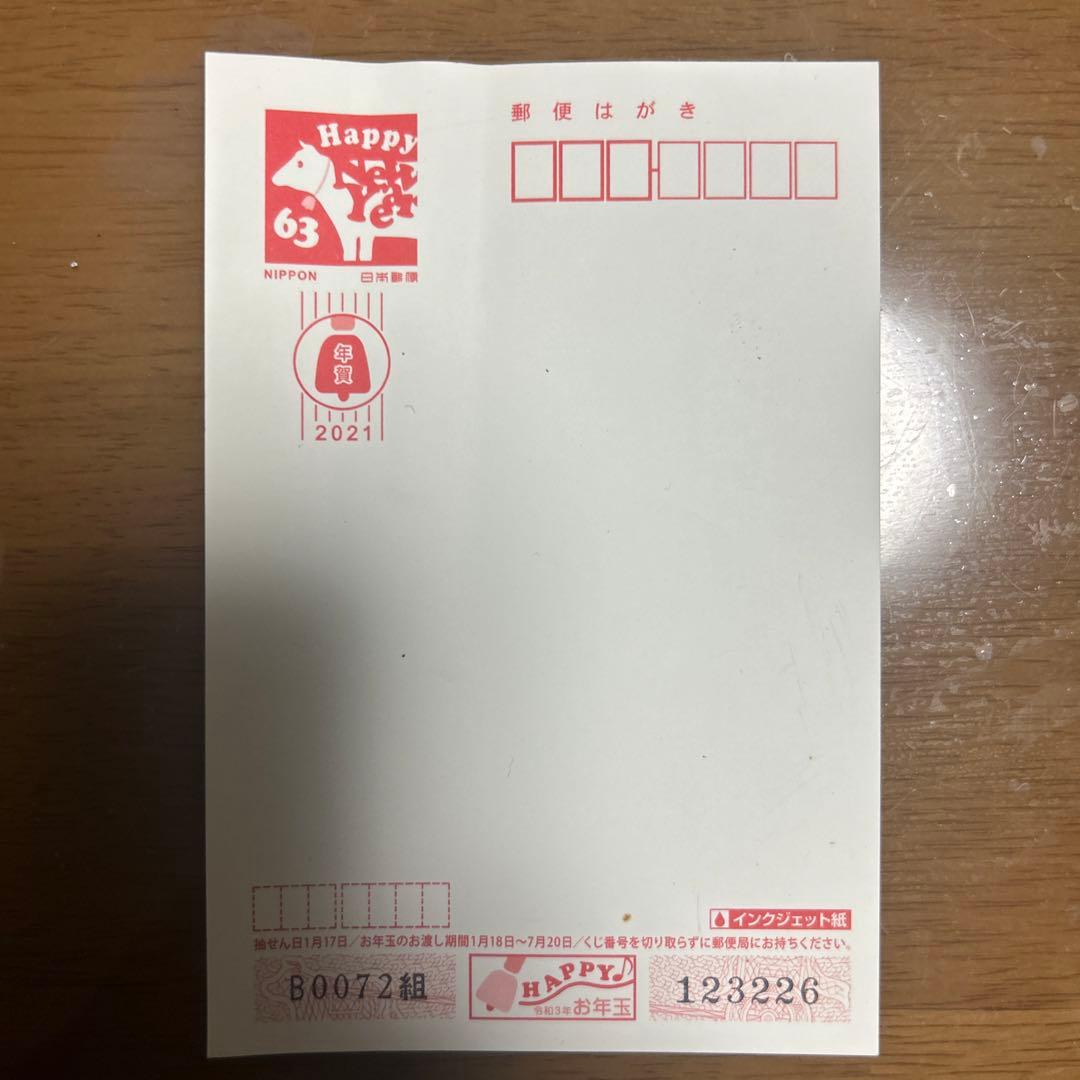 郵便はがき
Happy
New
Year
63
NIPPON 日本郵便
年賀
2021
インクジェット紙
抽せん日1月17日／お年玉のお渡し期間1月18日～7月20日／くじ番号を切り取らずに郵便局にお持ちください。
B0072組
HAPPY♪
令和3年お年玉
123226